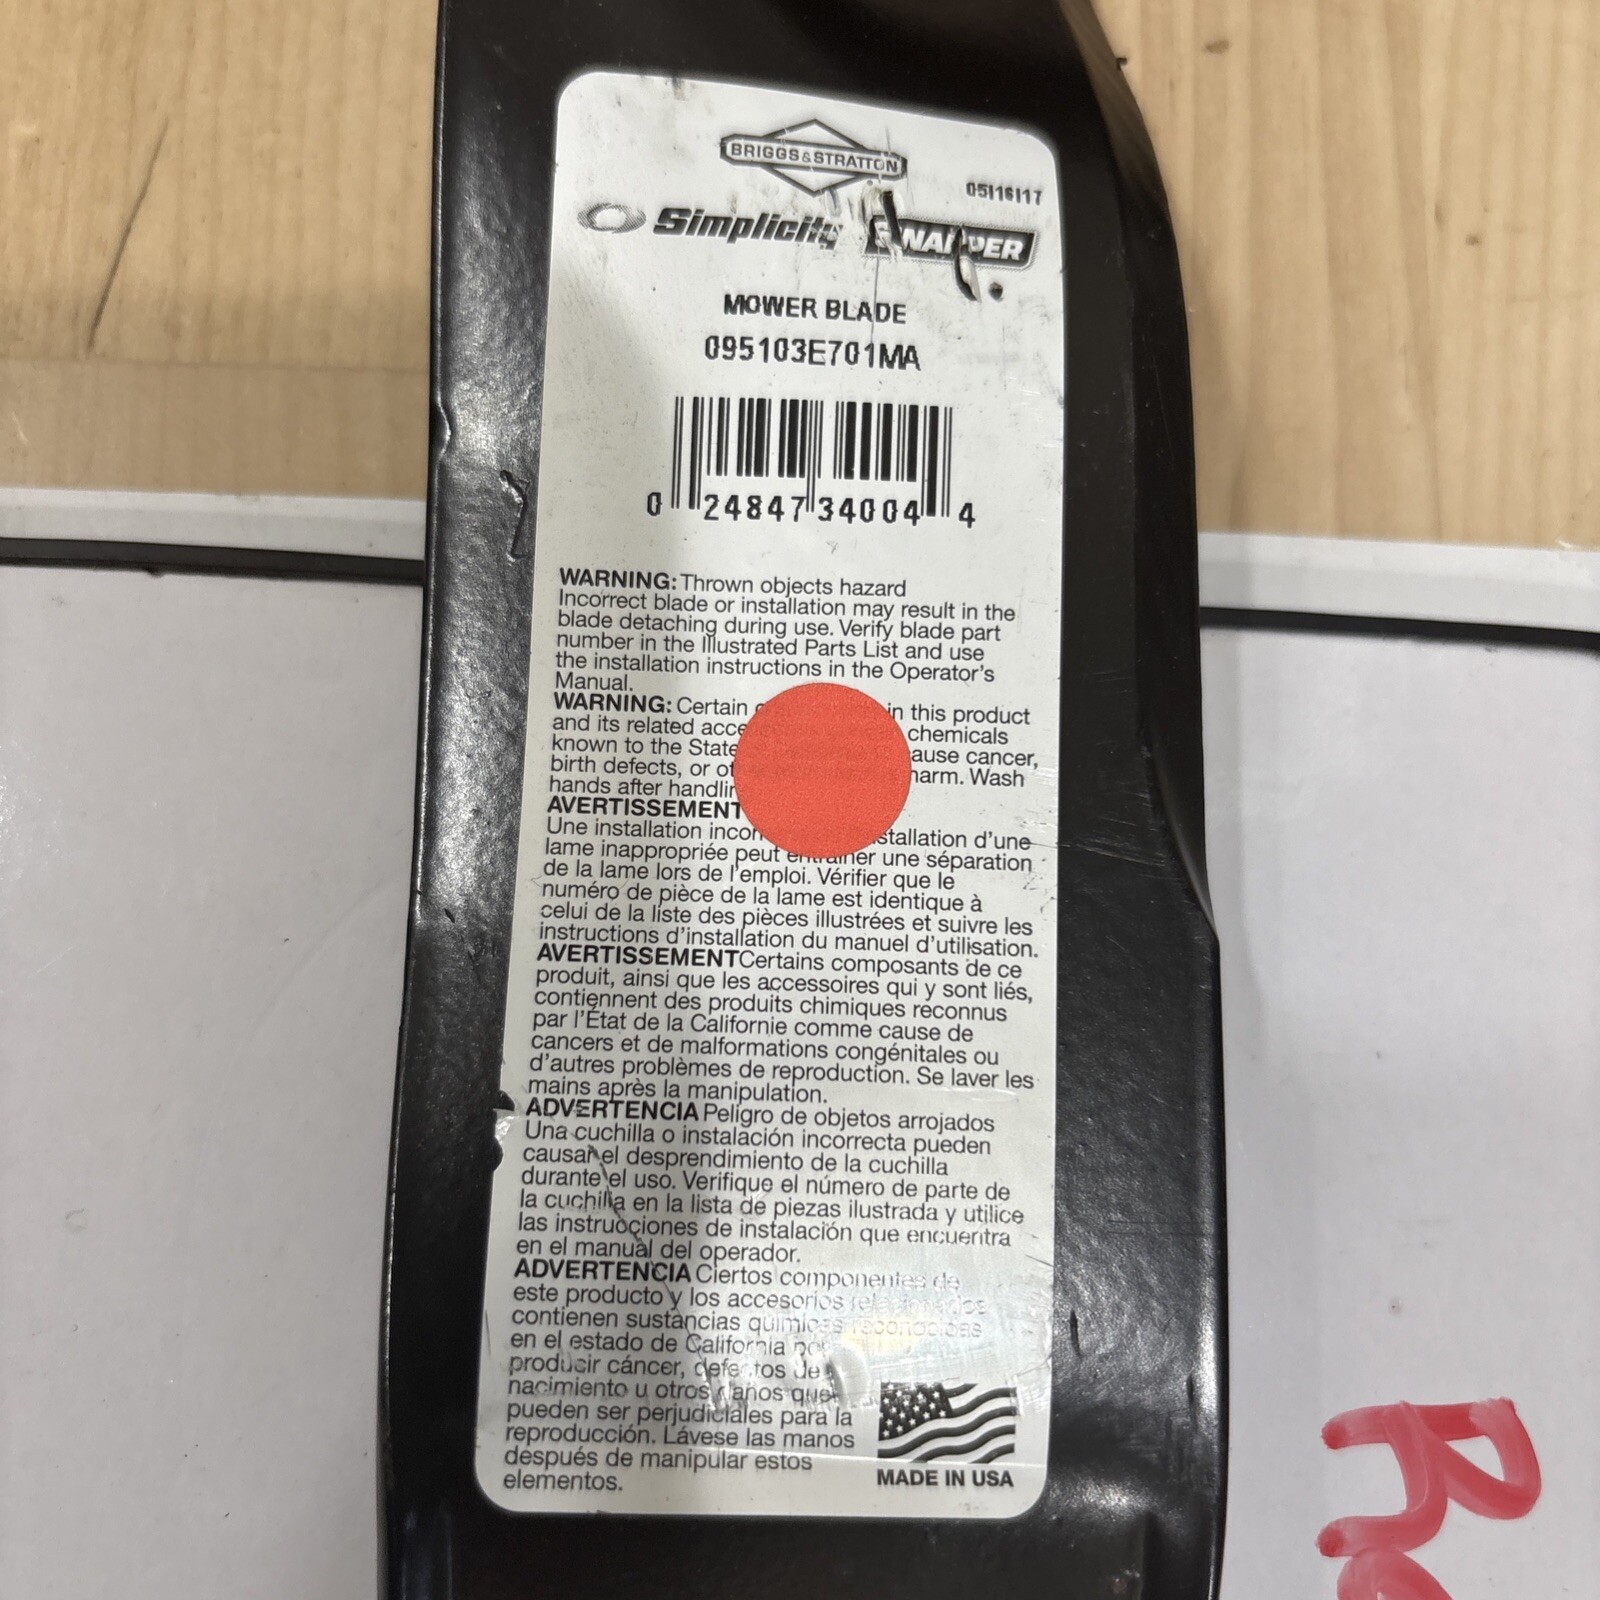 BRIGGS&STRATTON
05|16|17
Simplicity SNAPPER
MOWER BLADE
095103E701MA
0 24847 34004 4
WARNING: Thrown objects hazard
Incorrect blade or installation may result in the
blade detaching during use. Verify blade part
number in the Illustrated Parts List and use
the installation instructions in the Operator's
Manual.
WARNING: Certain in this product
and its related chemicals
known to the State cancer,
birth defects, or harm. Wash
hands after
AVERTISSEMENT
Une installation d'une
lame inappropriée peut entraîner une séparation
de la lame lors de l'emploi. Vérifier que le
numéro de pièce de la lame est identique à
celui de la liste des pièces illustrées et suivre les
instructions d'installation du manuel d'utilisation.
AVERTISSEMENT Certains composants de ce
produit, ainsi que les accessoires qui y sont liés,
contiennent des produits chimiques reconnus
par l'État de la Californie comme cause de
cancers et de malformations congénitales ou
d'autres problèmes de reproduction. Se laver les
mains après la manipulation.
ADVERTENCIA Peligro de objetos arrojados
Una cuchilla o instalación incorrecta pueden
causar el desprendimiento de la cuchilla
durante el uso. Verifique el número de parte de
la cuchilla en la lista de piezas ilustrada y utilice
las instrucciones de instalación que encuentra
en el manual del operador.
ADVERTENCIA Ciertos componentes de
este producto y los accesorios relacionados
contienen sustancias químicas reconocidas
en el estado de California por
producir cáncer, defectos de
nacimiento u otros daños que
pueden ser perjudiciales para la
reproducción. Lávese las manos
después de manipular estos
elementos.
MADE IN USA